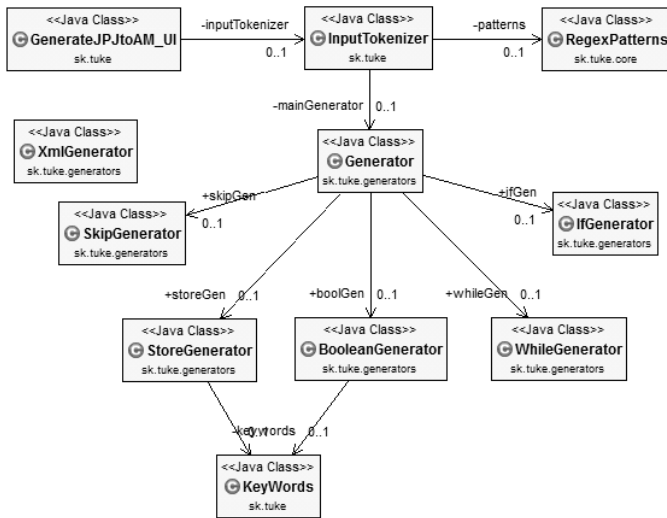 <<Java Class>>
GenerateJPJtoAM_UI
sk.tuke
-inputTokenizer
0..1
<<Java Class>>
InputTokenizer
sk.tuke
-patterns
0..1
<<Java Class>>
RegexPatterns
sk.tuke.core
-mainGenerator
0..1
<<Java Class>>
XmlGenerator
sk.tuke.generators
<<Java Class>>
Generator
sk.tuke.generators
+skipGen
0..1
+ifGen
0..1
<<Java Class>>
SkipGenerator
sk.tuke.generators
<<Java Class>>
IfGenerator
sk.tuke.generators
+storeGen
0..1
+boolGen
0..1
+whileGen
0..1
<<Java Class>>
StoreGenerator
sk.tuke.generators
<<Java Class>>
BooleanGenerator
sk.tuke.generators
<<Java Class>>
WhileGenerator
sk.tuke.generators
-keywords
0..1
0..1
<<Java Class>>
KeyWords
sk.tuke